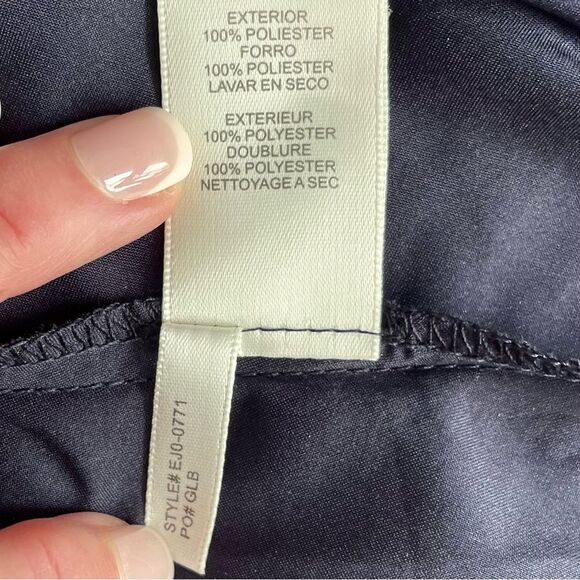 EXTERIOR
100% POLIESTER
FORRO
100% POLIESTER
LAVAR EN SECO
EXTERIEUR
100% POLYESTER
DOUBLURE
100% POLYESTER
NETTOYAGE A SEC
STYLE# EJ0-0771
PO# GLB